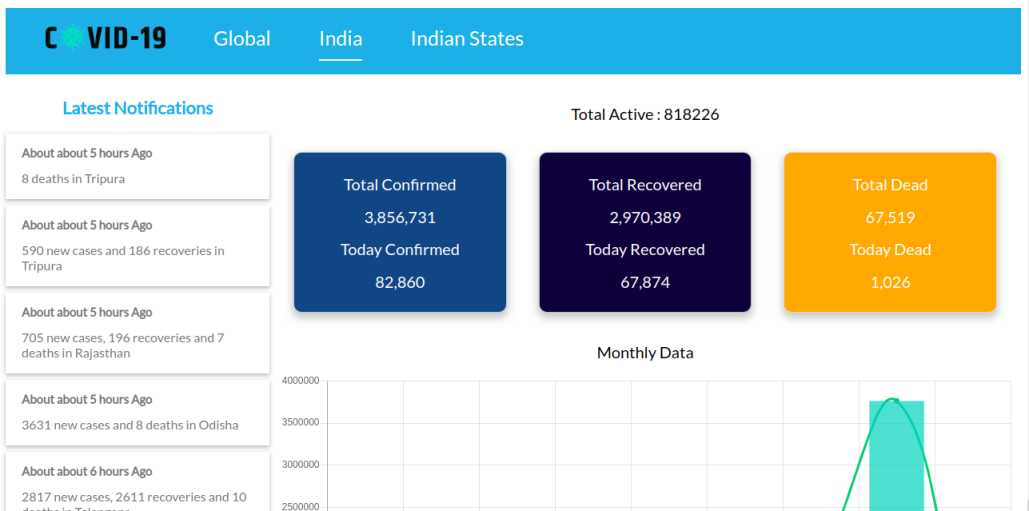 C VID-19 Global India Indian States
Latest Notifications
About about 5 hours Ago
8 deaths in Tripura
About about 5 hours Ago
590 new cases and 186 recoveries in
Tripura
About about 5 hours Ago
705 new cases, 196 recoveries and 7
deaths in Rajasthan
About about 5 hours Ago
3631 new cases and 8 deaths in Odisha
About about 6 hours Ago
2817 new cases, 2611 recoveries and 10
deaths in Telangana
Total Active : 818226
Total Confirmed
3,856,731
Today Confirmed
82,860
Total Recovered
2,970,389
Today Recovered
67,874
Total Dead
67,519
Today Dead
1,026
Monthly Data
4000000
3500000
3000000
2500000